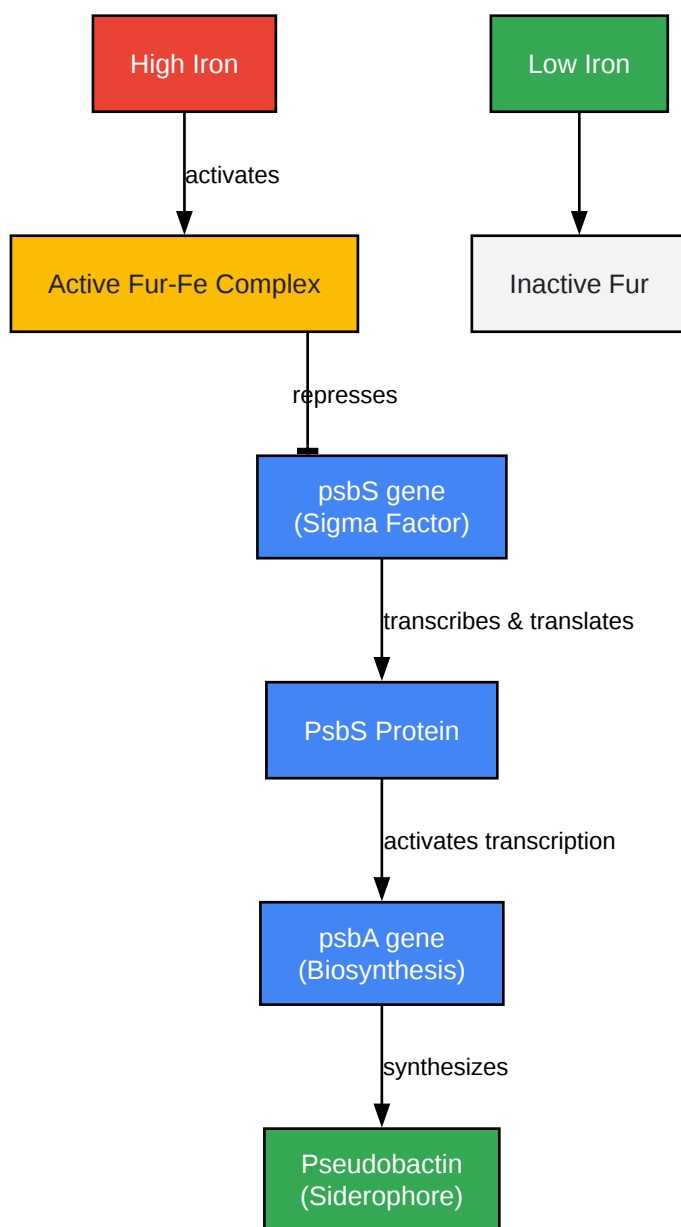 High Iron
Low Iron
activates
Active Fur-Fe Complex
Inactive Fur
represses
psbS gene
(Sigma Factor)
transcribes & translates
PsbS Protein
activates transcription
psbA gene
(Biosynthesis)
synthesizes
Pseudobactin
(Siderophore)